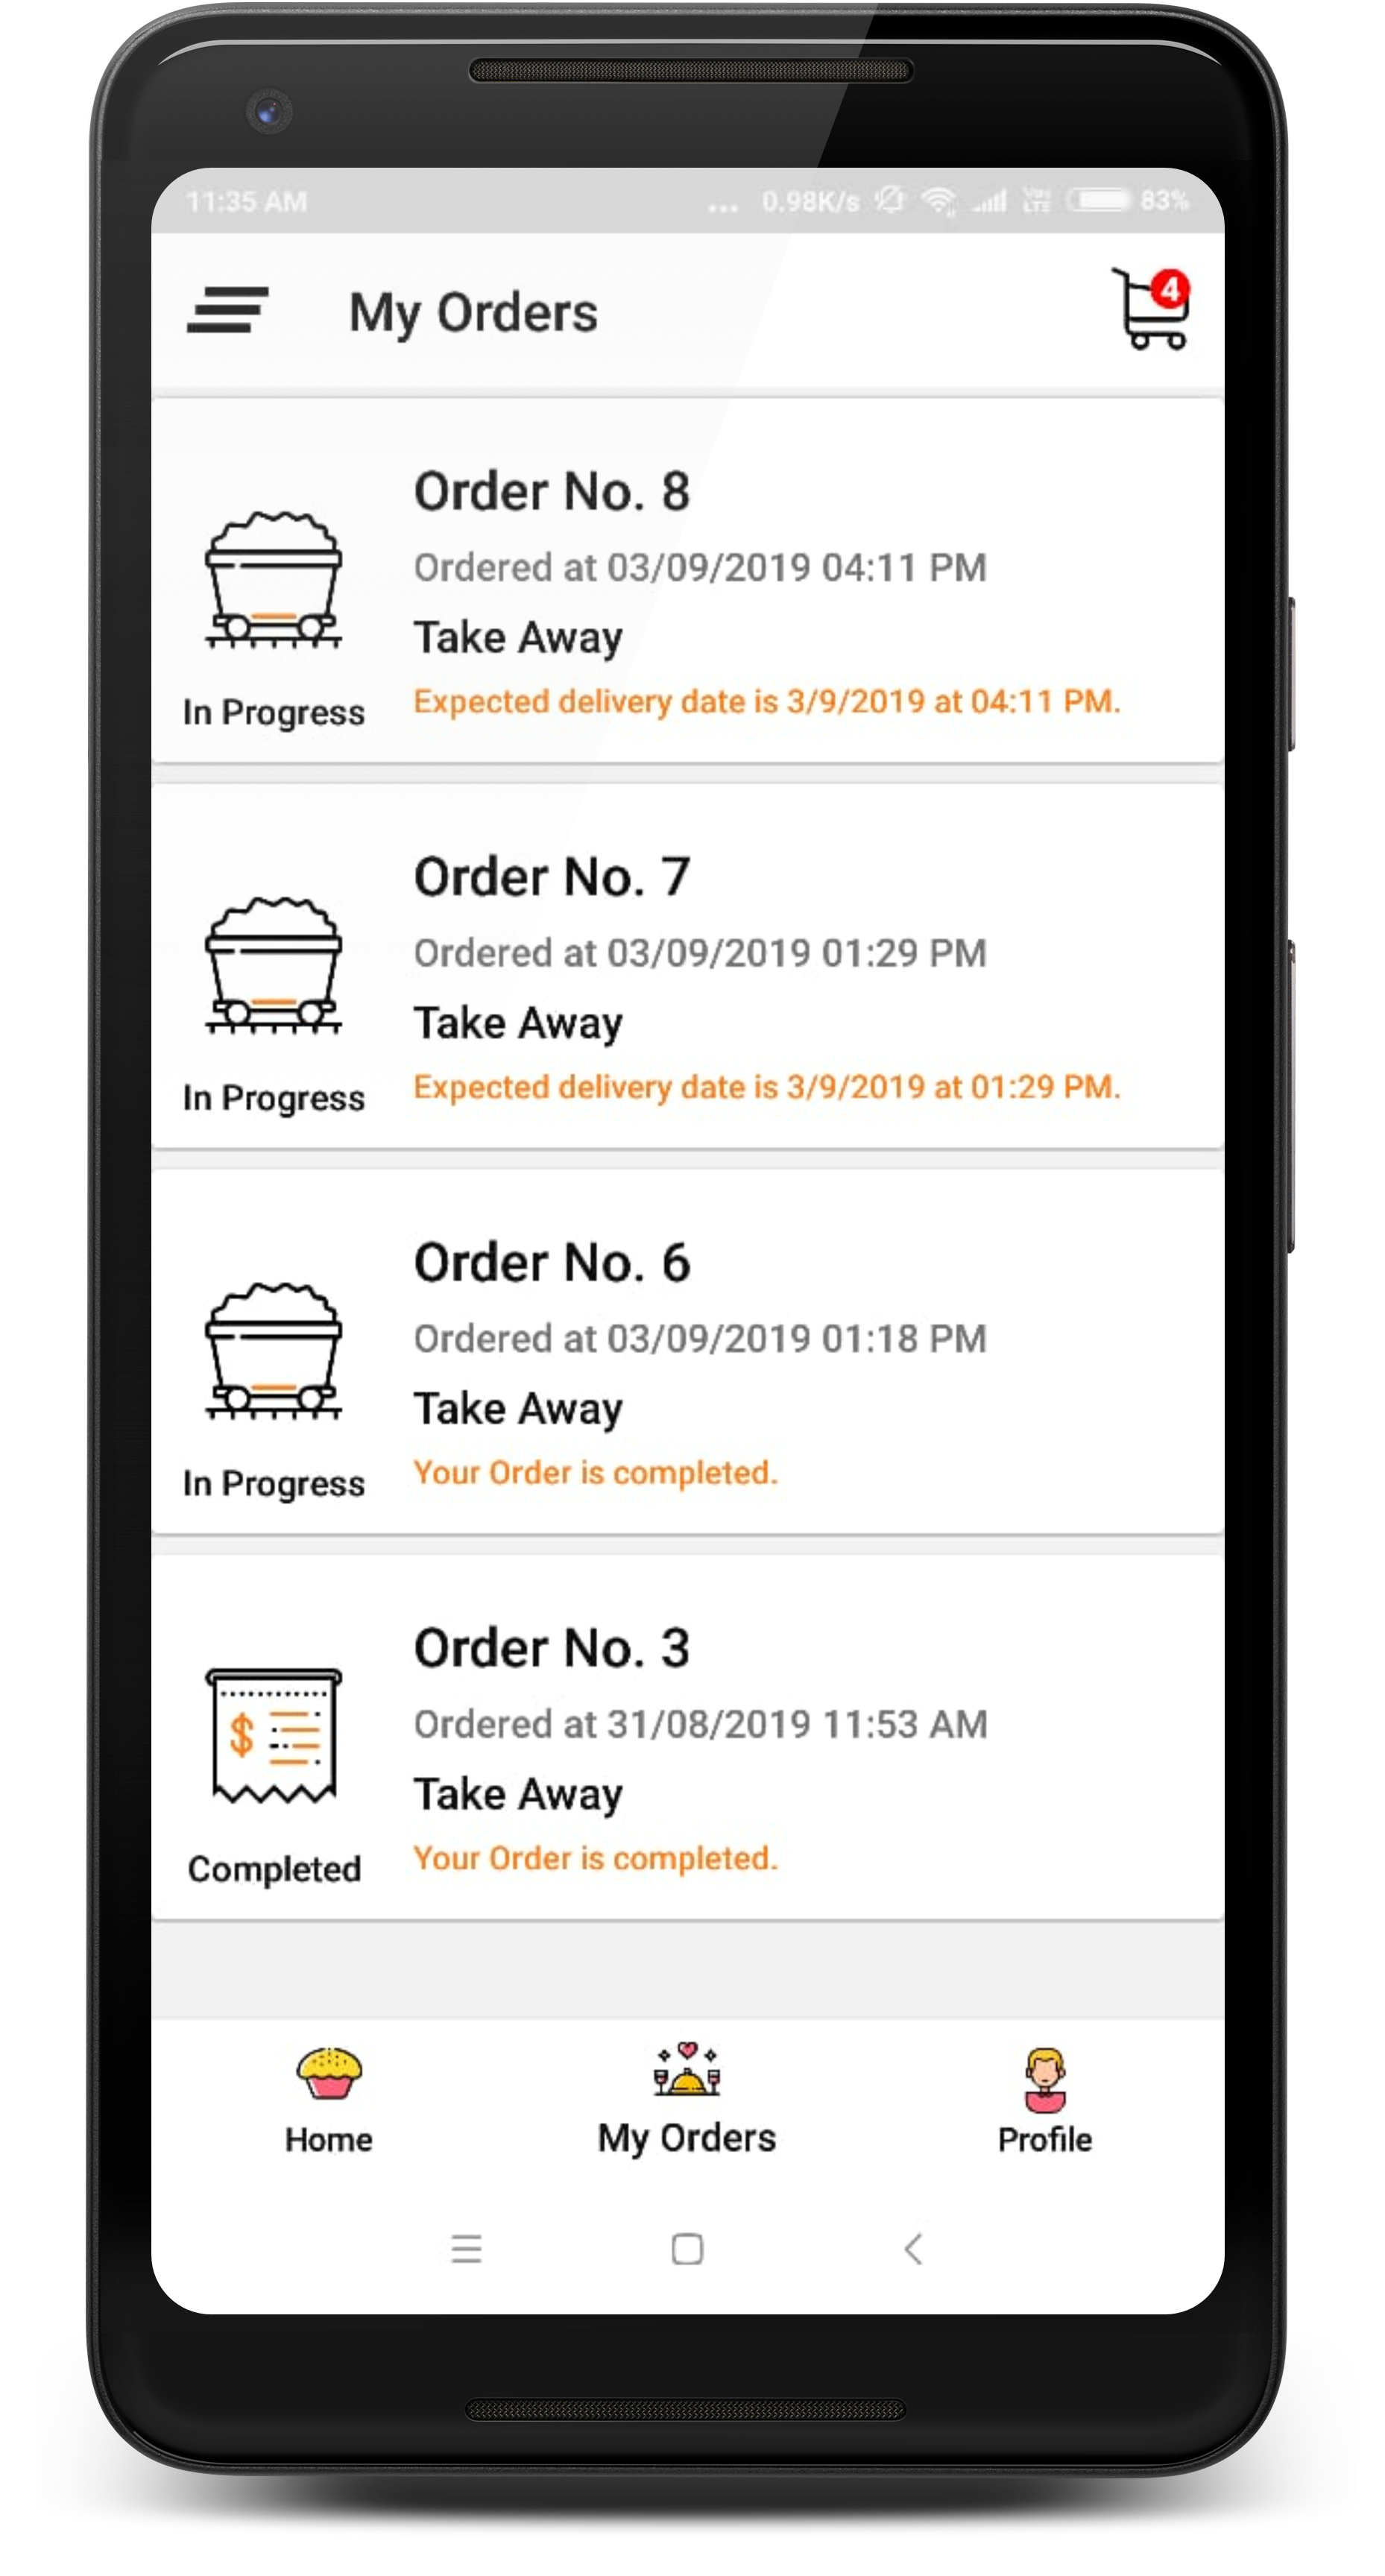 11:35 AM ... 0.98K/s VoLTE 83%
My Orders 4
Order No. 8
Ordered at 03/09/2019 04:11 PM
Take Away
In Progress
Expected delivery date is 3/9/2019 at 04:11 PM.
Order No. 7
Ordered at 03/09/2019 01:29 PM
Take Away
In Progress
Expected delivery date is 3/9/2019 at 01:29 PM.
Order No. 6
Ordered at 03/09/2019 01:18 PM
Take Away
In Progress
Your Order is completed.
Order No. 3
Ordered at 31/08/2019 11:53 AM
$
Take Away
Completed
Your Order is completed.
Home My Orders Profile